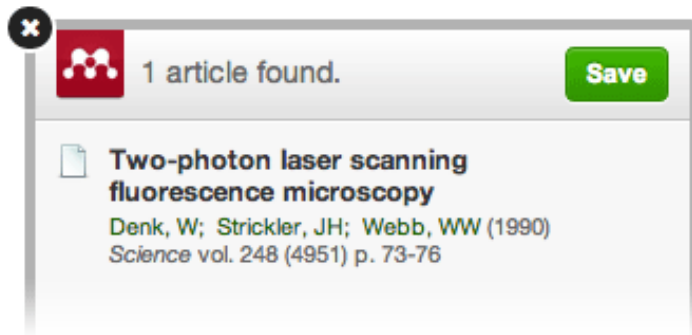 1 article found.
Save
Two-photon laser scanning
fluorescence microscopy
Denk, W; Strickler, JH; Webb, WW (1990)
Science vol. 248 (4951) p. 73-76